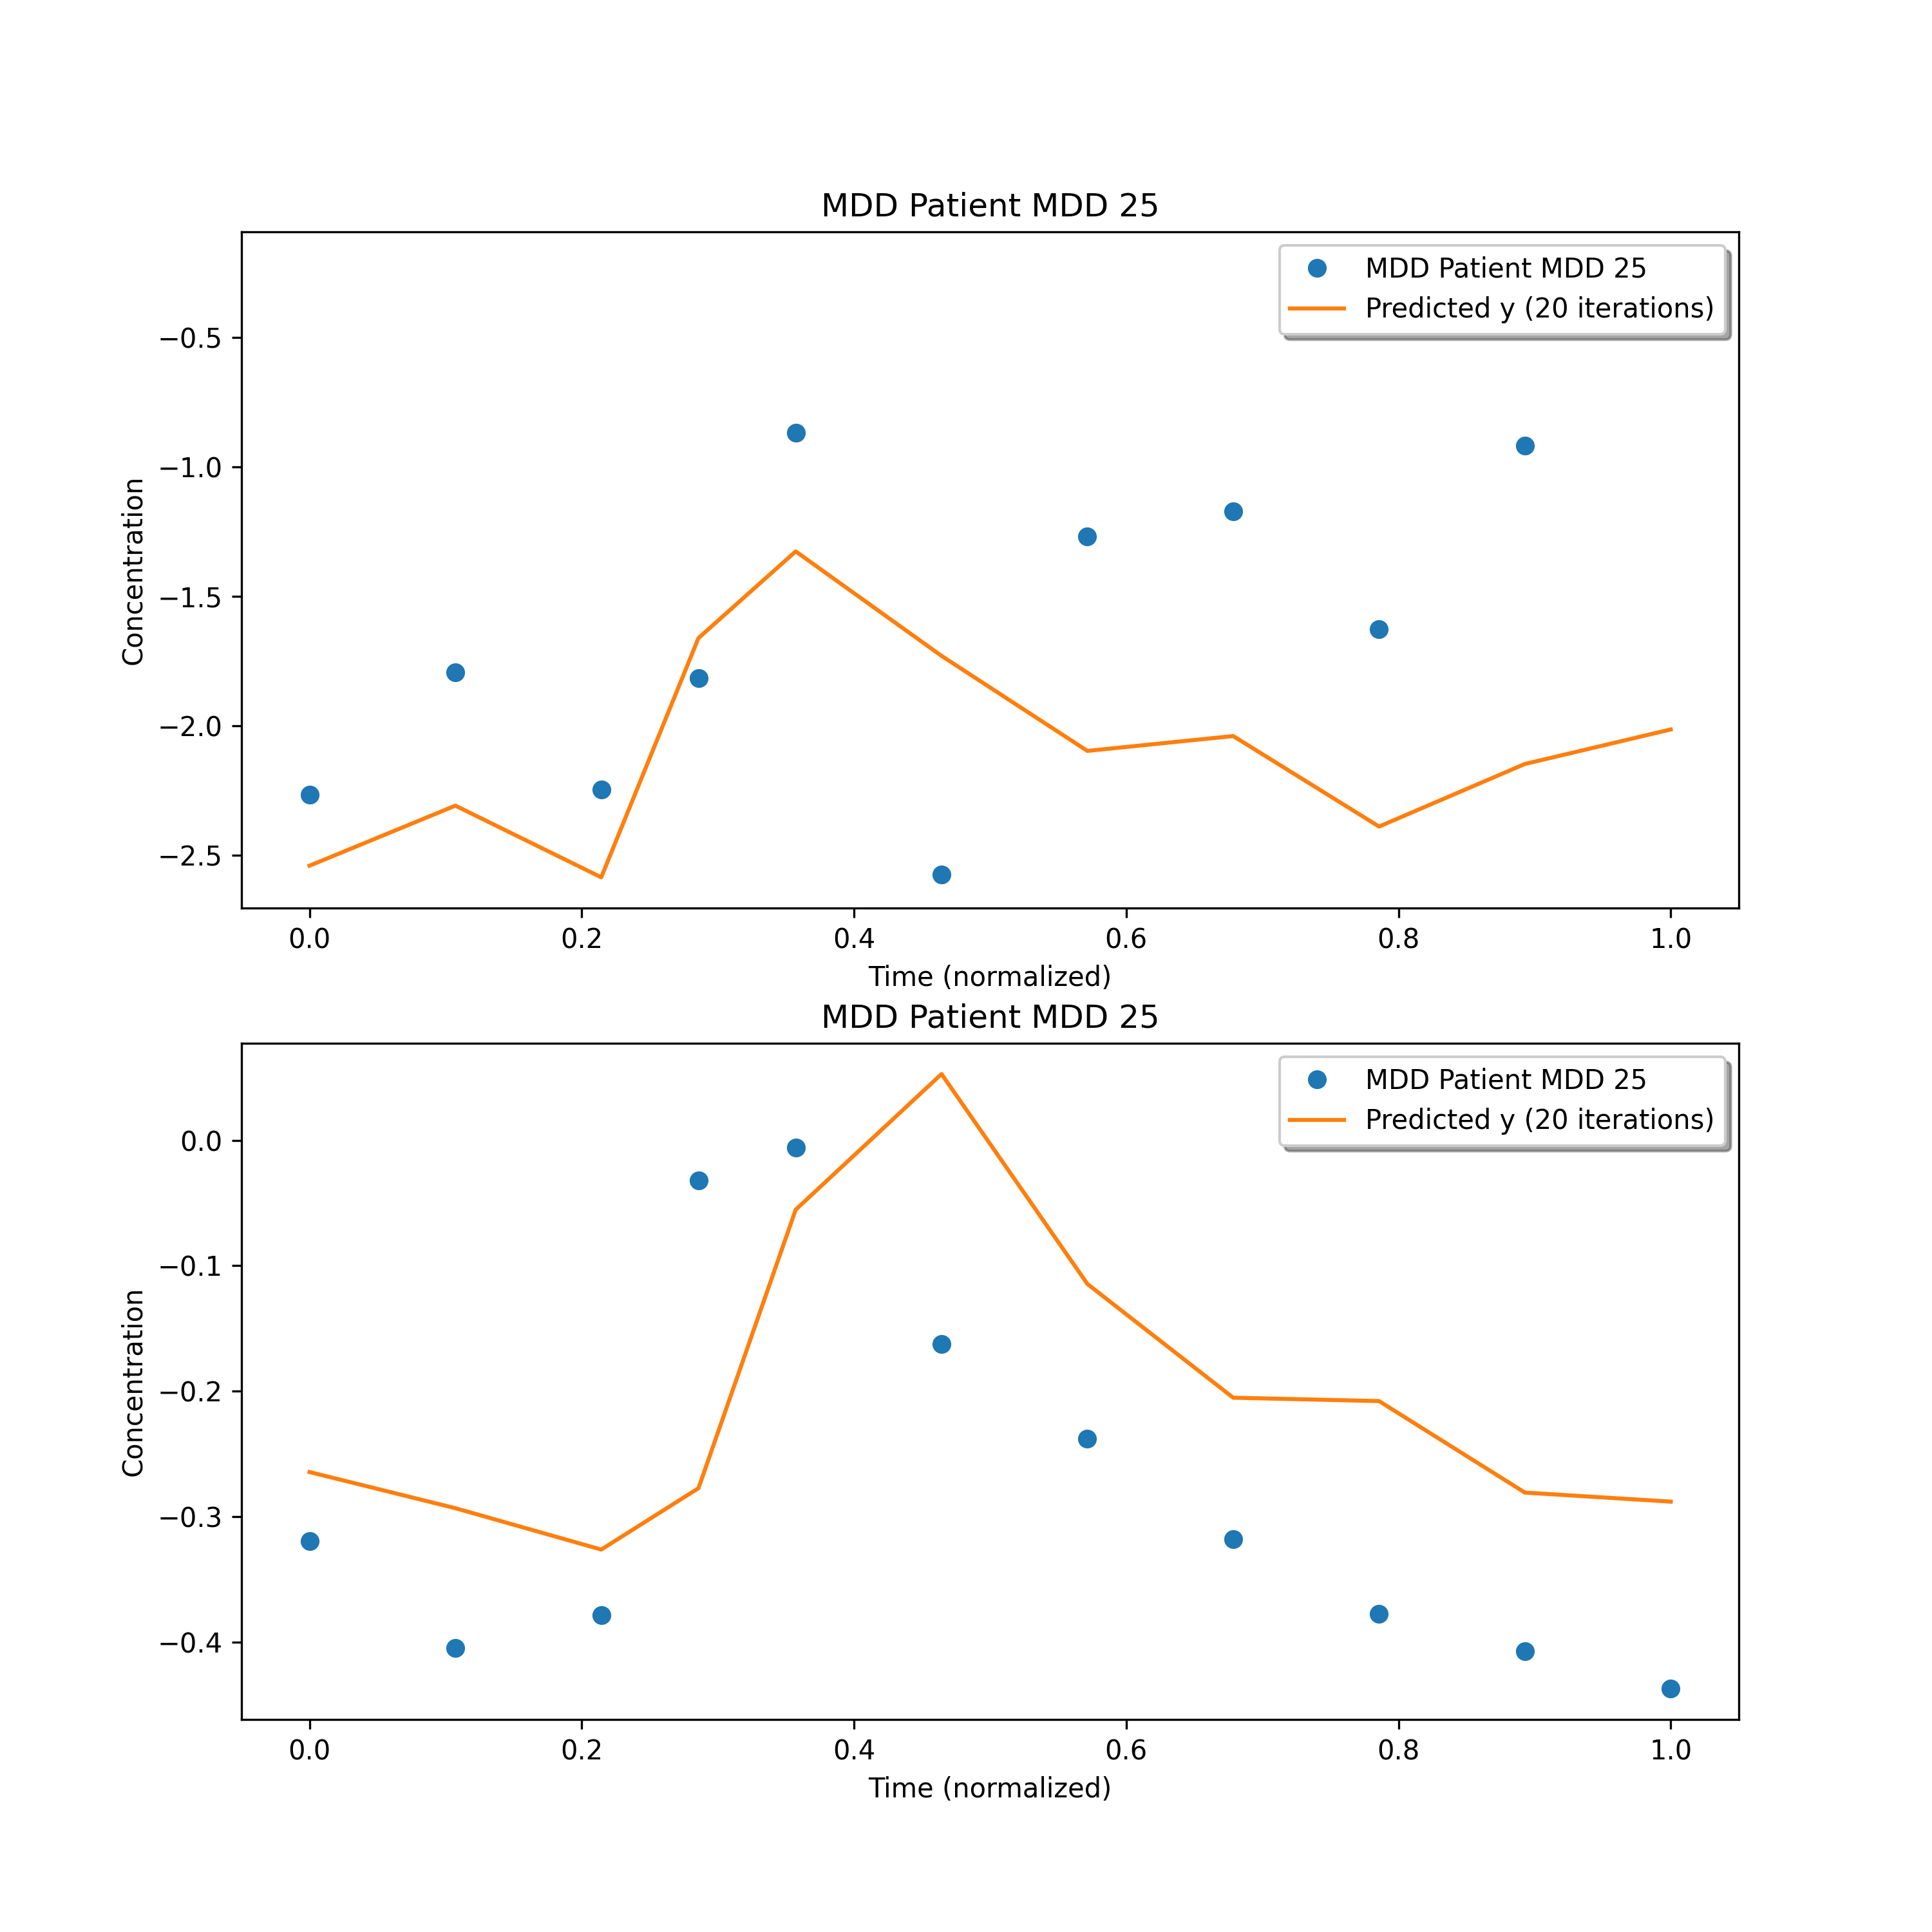 MDD Patient MDD 25
MDD Patient MDD 25
Predicted y (20 iterations)
Concentration
−0.5
−1.0
−1.5
−2.0
−2.5
0.0 0.2 0.4 0.6 0.8 1.0
Time (normalized)
MDD Patient MDD 25
MDD Patient MDD 25
Predicted y (20 iterations)
Concentration
0.0
−0.1
−0.2
−0.3
−0.4
0.0 0.2 0.4 0.6 0.8 1.0
Time (normalized)